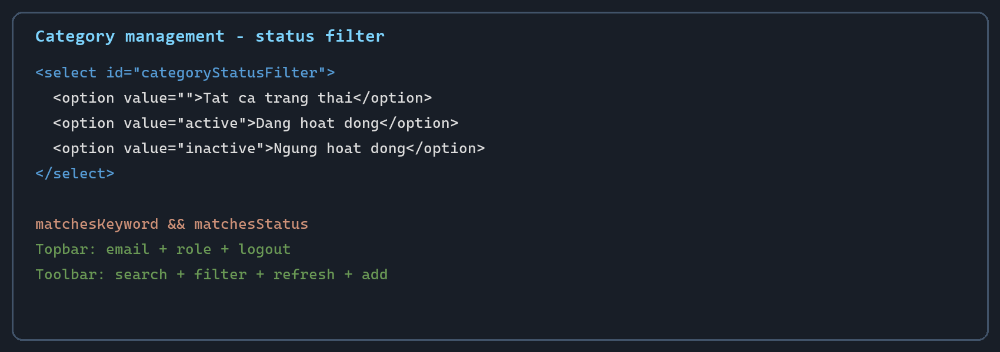 Category management - status filter
<select id="categoryStatusFilter">
  <option value="">Tat ca trang thai</option>
  <option value="active">Dang hoat dong</option>
  <option value="inactive">Ngung hoat dong</option>
</select>
matchesKeyword && matchesStatus
Topbar: email + role + logout
Toolbar: search + filter + refresh + add